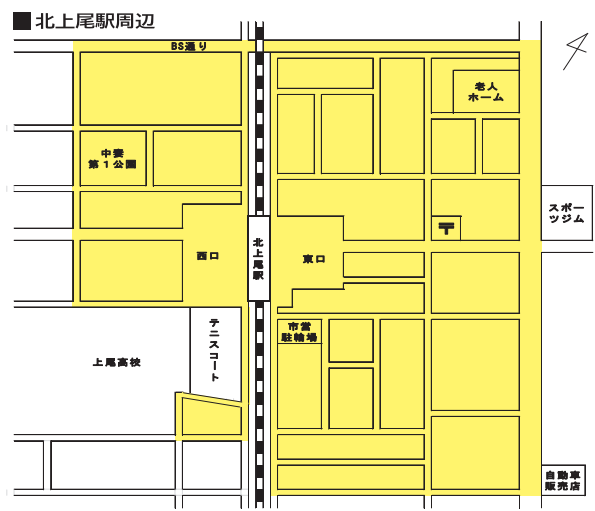 ■北上尾駅周辺
BS通り
老人
ホーム
中妻
第1公園
スポー
ツジム
〒
北上尾駅
西口
東口
市営
駐輪場
テニスコート
上尾高校
自動車
販売店